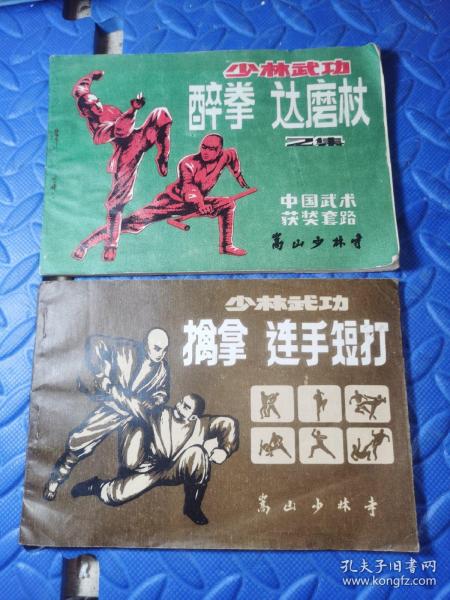 少林武功
醉拳 达磨杖
2集
中国武术
获奖套路
嵩山少林寺
少林武功
擒拿 连手短打
嵩山少林寺
孔夫子旧书网
www.kongfz.com